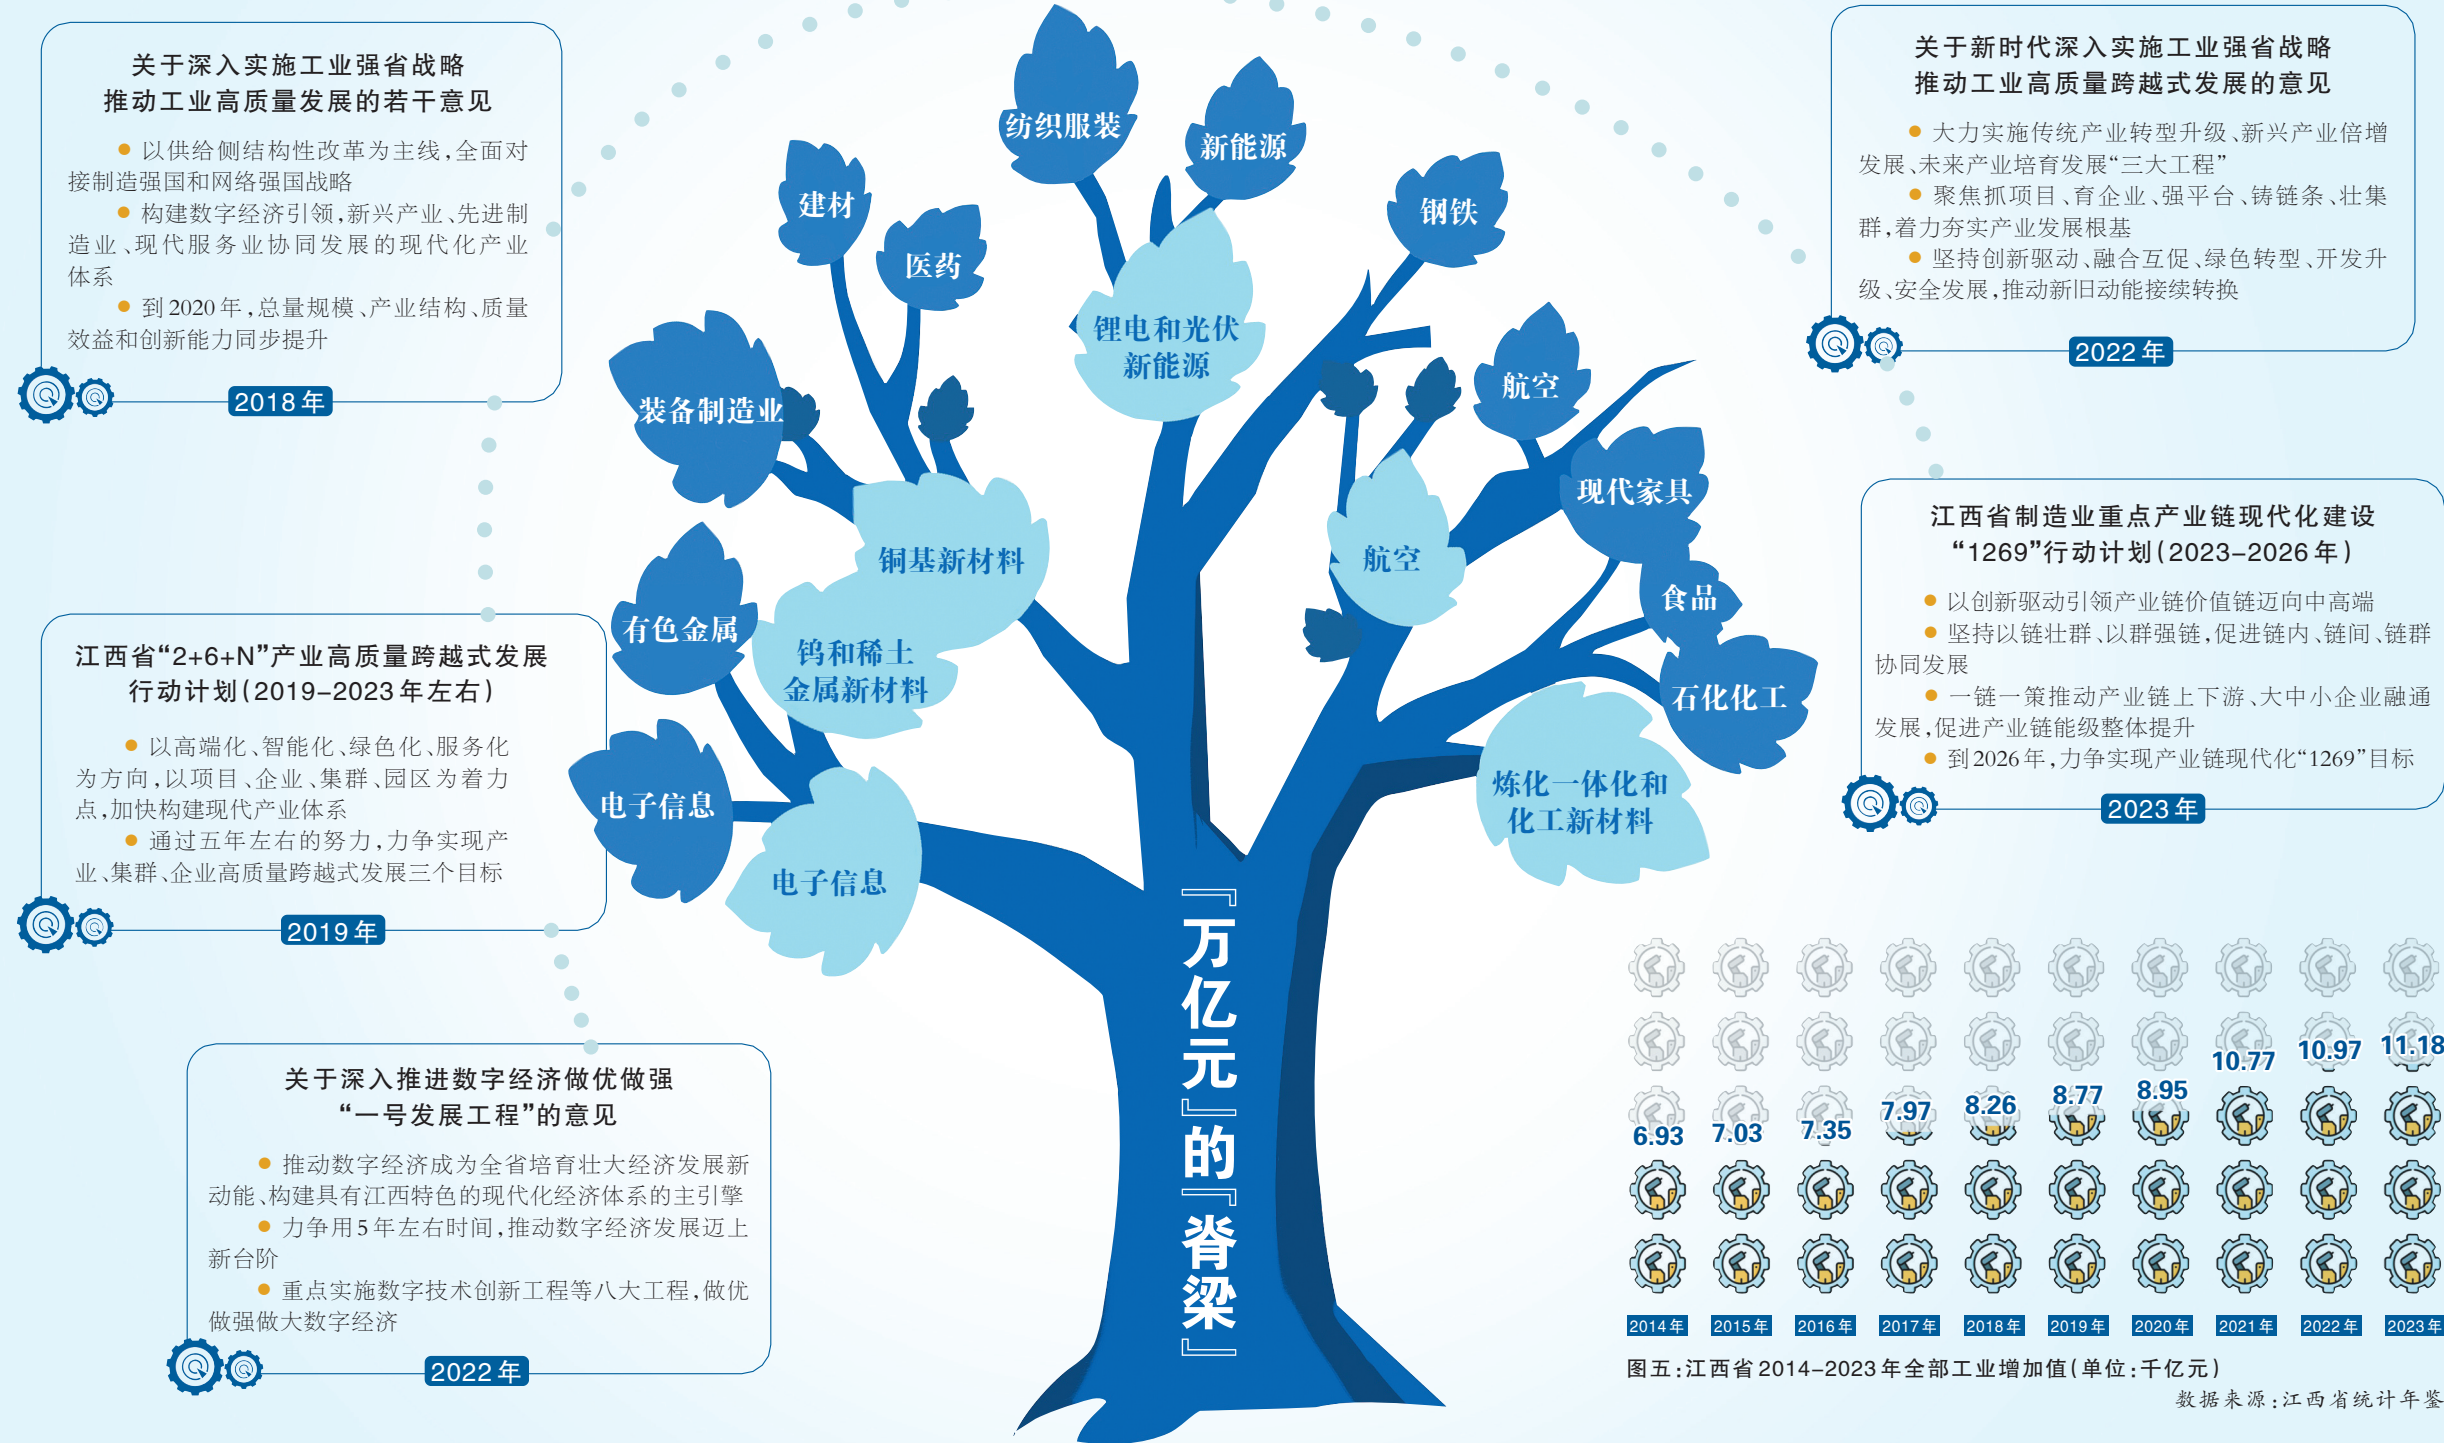 关于深入实施工业强省战略
推动工业高质量发展的若干意见
● 以供给侧结构性改革为主线,全面对
接制造强国和网络强国战略
● 构建数字经济引领,新兴产业、先进制
造业、现代服务业协同发展的现代化产业
体系
● 到2020年,总量规模、产业结构、质量
效益和创新能力同步提升
2018年
江西省“2+6+N”产业高质量跨越式发展
行动计划(2019-2023年左右)
● 以高端化、智能化、绿色化、服务化
为方向,以项目、企业、集群、园区为着力
点,加快构建现代产业体系
● 通过五年左右的努力,力争实现产
业、集群、企业高质量跨越式发展三个目标
2019年
关于深入推进数字经济做优做强
“一号发展工程”的意见
● 推动数字经济成为全省培育壮大经济发展新
动能、构建具有江西特色的现代化经济体系的主引擎
● 力争用5年左右时间,推动数字经济发展迈上
新台阶
● 重点实施数字技术创新工程等八大工程,做优
做强做大数字经济
2022年
纺织服装
新能源
建材
医药
钢铁
锂电和光伏
新能源
装备制造业
航空
现代家具
铜基新材料
航空
有色金属
食品
钨和稀土
金属新材料
石化化工
电子信息
炼化一体化和
化工新材料
电子信息
『万亿元』的『脊梁』
关于新时代深入实施工业强省战略
推动工业高质量跨越式发展的意见
● 大力实施传统产业转型升级、新兴产业倍增
发展、未来产业培育发展“三大工程”
● 聚焦抓项目、育企业、强平台、铸链条、壮集
群,着力夯实产业发展根基
● 坚持创新驱动、融合互促、绿色转型、开发升
级、安全发展,推动新旧动能接续转换
2022年
江西省制造业重点产业链现代化建设
“1269”行动计划(2023-2026年)
● 以创新驱动引领产业链价值链迈向中高端
● 坚持以链壮群、以群强链,促进链内、链间、链群
协同发展
● 一链一策推动产业链上下游、大中小企业融通
发展,促进产业链能级整体提升
● 到2026年,力争实现产业链现代化“1269”目标
2023年
6.93 7.03 7.35 7.97 8.26 8.77 8.95 10.77 10.97 11.18
2014年 2015年 2016年 2017年 2018年 2019年 2020年 2021年 2022年 2023年
图五:江西省2014-2023年全部工业增加值(单位:千亿元)
数据来源:江西省统计年鉴